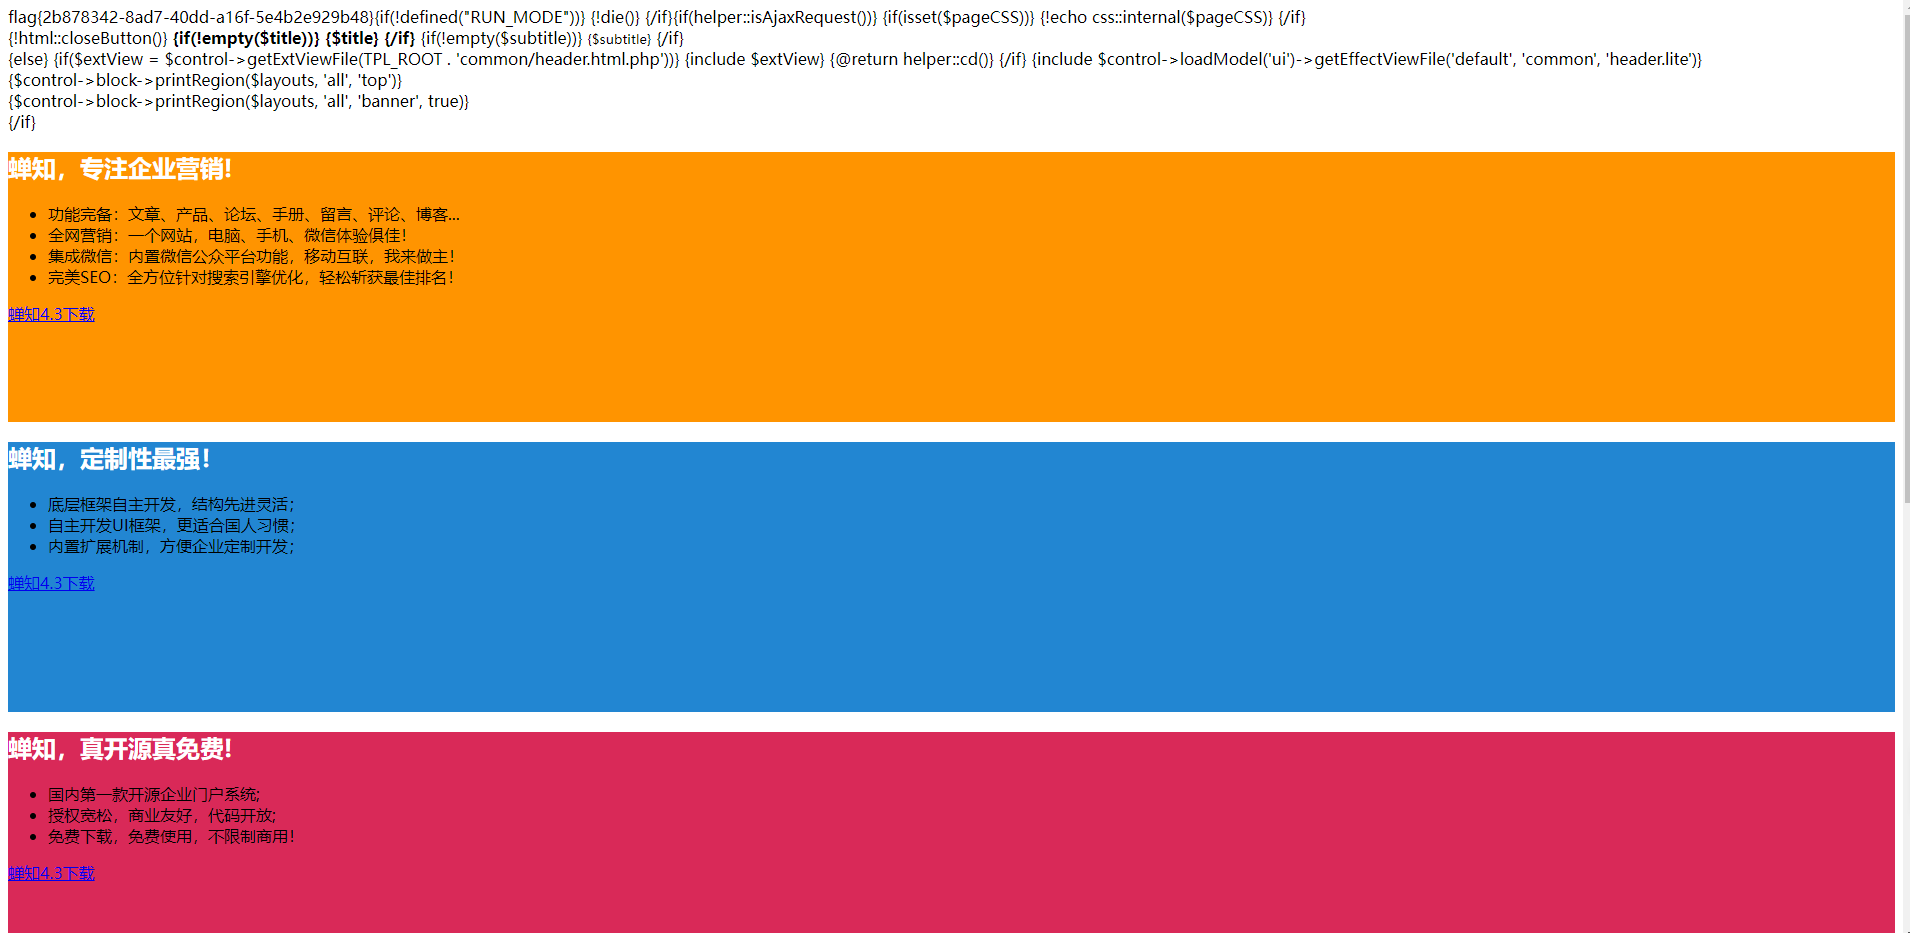 flag{2b878342-8ad7-40dd-a16f-5e4b2e929b48}{if(!defined("RUN_MODE"))} {!die()} {/if}{if(helper::isAjaxRequest())} {if(isset($pageCSS))} {!echo css::internal($pageCSS)} {/if}
{!html::closeButton()} {if(!empty($title))} {$title} {/if} {if(!empty($subtitle))} {$subtitle} {/if}
{else} {if($extView = $control->getExtViewFile(TPL_ROOT . 'common/header.html.php'))} {include $extView} {@return helper::cd()} {/if} {include $control->loadModel('ui')->getEffectViewFile('default', 'common', 'header.lite')}
{$control->block->printRegion($layouts, 'all', 'top')}
{$control->block->printRegion($layouts, 'all', 'banner', true)}
{/if}
蝉知，专注企业营销!
• 功能完备：文章、产品、论坛、手册、留言、评论、博客...
• 全网营销：一个网站，电脑、手机、微信体验俱佳！
• 集成微信：内置微信公众平台功能，移动互联，我来做主！
• 完美SEO：全方位针对搜索引擎优化，轻松斩获最佳排名！
蝉知4.3下载
蝉知，定制性最强！
• 底层框架自主开发，结构先进灵活；
• 自主开发UI框架，更适合国人习惯；
• 内置扩展机制，方便企业定制开发；
蝉知4.3下载
蝉知，真开源真免费!
• 国内第一款开源企业门户系统;
• 授权宽松，商业友好，代码开放;
• 免费下载，免费使用，不限制商用！
蝉知4.3下载